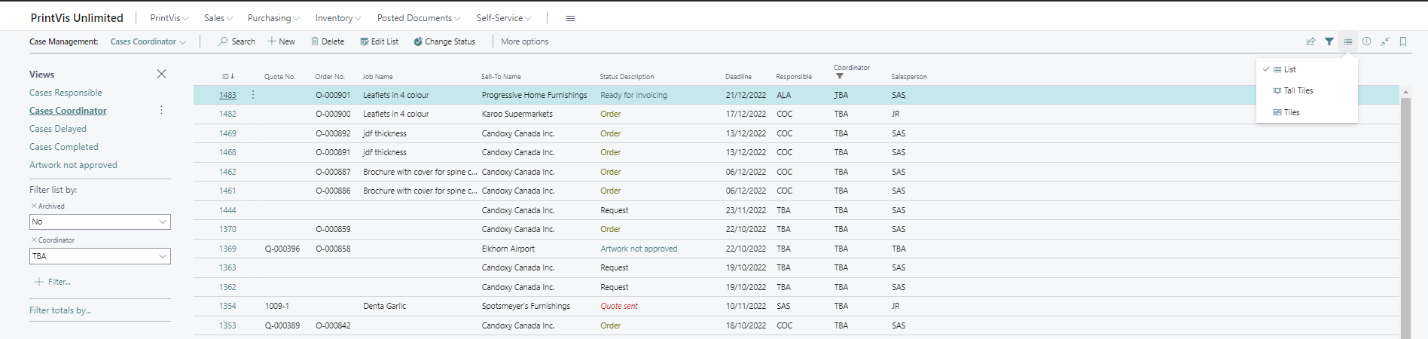 PrintVis Unlimited PrintVis Sales Purchasing Inventory Posted Documents Self-Service
Case Management: Cases Coordinator Search New Delete Edit List Change Status More options
Views
Cases Responsible
Cases Coordinator
Cases Delayed
Cases Completed
Artwork not approved
Filter list by:
Archived
No
Coordinator
TBA
Filter...
Filter totals by...
ID Quote No. Order No. Job Name Sell-To Name Status Description Deadline Responsible Coordinator Salesperson
1483 O-000901 Leaflets in 4 colour Progressive Home Furnishings Ready for invoicing 21/12/2022 ALA TBA SAS
1482 O-000900 Leaflets in 4 colour Karoo Supermarkets Order 17/12/2022 COC TBA JR
1469 O-000892 jdf thickness Candoxy Canada Inc. Order 13/12/2022 COC TBA SAS
1468 O-000891 jdf thickness Candoxy Canada Inc. Order 13/12/2022 COC TBA SAS
1462 O-000887 Brochure with cover for spine c... Candoxy Canada Inc. Order 06/12/2022 COC TBA SAS
1461 O-000886 Brochure with cover for spine c... Candoxy Canada Inc. Order 06/12/2022 COC TBA SAS
1444 Candoxy Canada Inc. Request 23/11/2022 TBA TBA SAS
1370 O-000859 Candoxy Canada Inc. Order 22/10/2022 TBA TBA SAS
1369 Q-000396 O-000858 Elkhorn Airport Artwork not approved 22/10/2022 TBA TBA TBA
1363 Candoxy Canada Inc. Request 19/10/2022 TBA TBA SAS
1362 Candoxy Canada Inc. Request 19/10/2022 TBA TBA SAS
1354 1009-1 Denta Garlic Spotsmeyer's Furnishings Quote sent 10/11/2022 SAS TBA JR
1353 Q-000389 O-000842 Candoxy Canada Inc. Order 18/10/2022 COC TBA SAS
List
Tall Tiles
Tiles